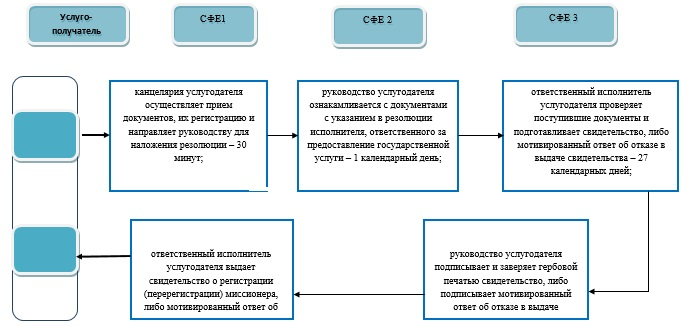 Услуго-
получатель
СФЕ1
СФЕ 2
СФЕ 3
канцелярия услугодателя
осуществляет прием
документов, их регистрацию и
направляет руководству для
наложения резолюции – 30
минут;
руководство услугодателя
ознакамливается с документами
с указанием в резолюции
исполнителя, ответственного за
предоставление государственной
услуги – 1 календарный день;
ответственный исполнитель
услугодателя проверяет
поступившие документы и
подготавливает свидетельство, либо
мотивированный ответ об отказе в
выдаче свидетельства – 27
календарных дней;
ответственный исполнитель
услугодателя выдает
свидетельство о регистрации
(перерегистрации) миссионера,
либо мотивированный ответ об
руководство услугодателя
подписывает и заверяет гербовой
печатью свидетельство, либо
подписывает мотивированный
ответ об отказе в выдаче